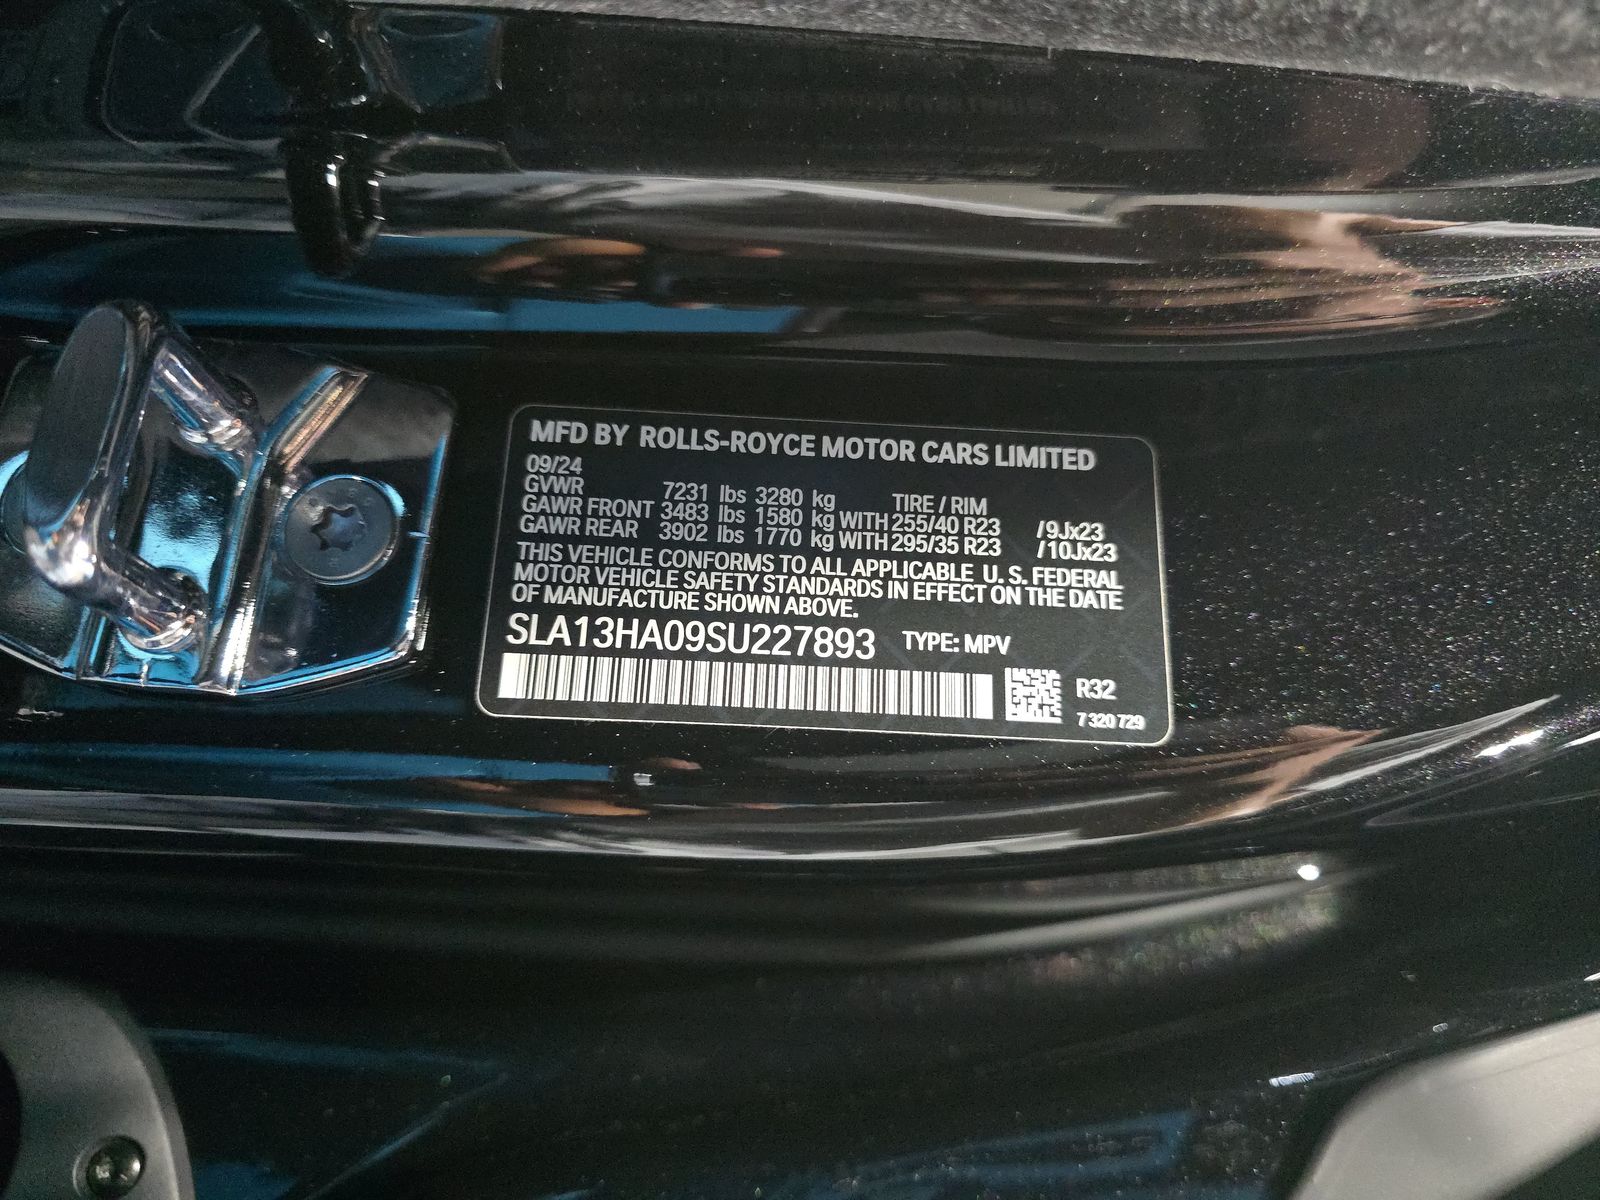 MFD BY ROLLS-ROYCE MOTOR CARS LIMITED
09/24
GVWR 7231 lbs 3280 kg TIRE / RIM
GAWR FRONT 3483 lbs 1580 kg WITH 255/40 R23 /9Jx23
GAWR REAR 3902 lbs 1770 kg WITH 295/35 R23 /10Jx23
THIS VEHICLE CONFORMS TO ALL APPLICABLE U. S. FEDERAL
MOTOR VEHICLE SAFETY STANDARDS IN EFFECT ON THE DATE
OF MANUFACTURE SHOWN ABOVE.
SLA13HA09SU227893 TYPE: MPV
R32
7 320 729